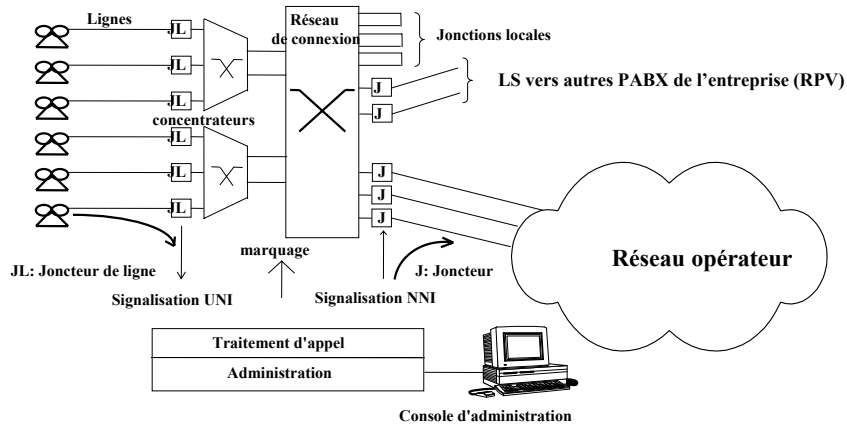 Lignes
JL
JL
JL
JL
JL
JL
concentrateurs
Réseau
de connexion
Jonctions locales
J
J
LS vers autres PABX de l'entreprise (RPV)
J
J
J
Réseau opérateur
marquage
JL: Joncteur de ligne
J: Joncteur
Signalisation UNI
Signalisation NNI
Traitement d'appel
Administration
Console d'administration